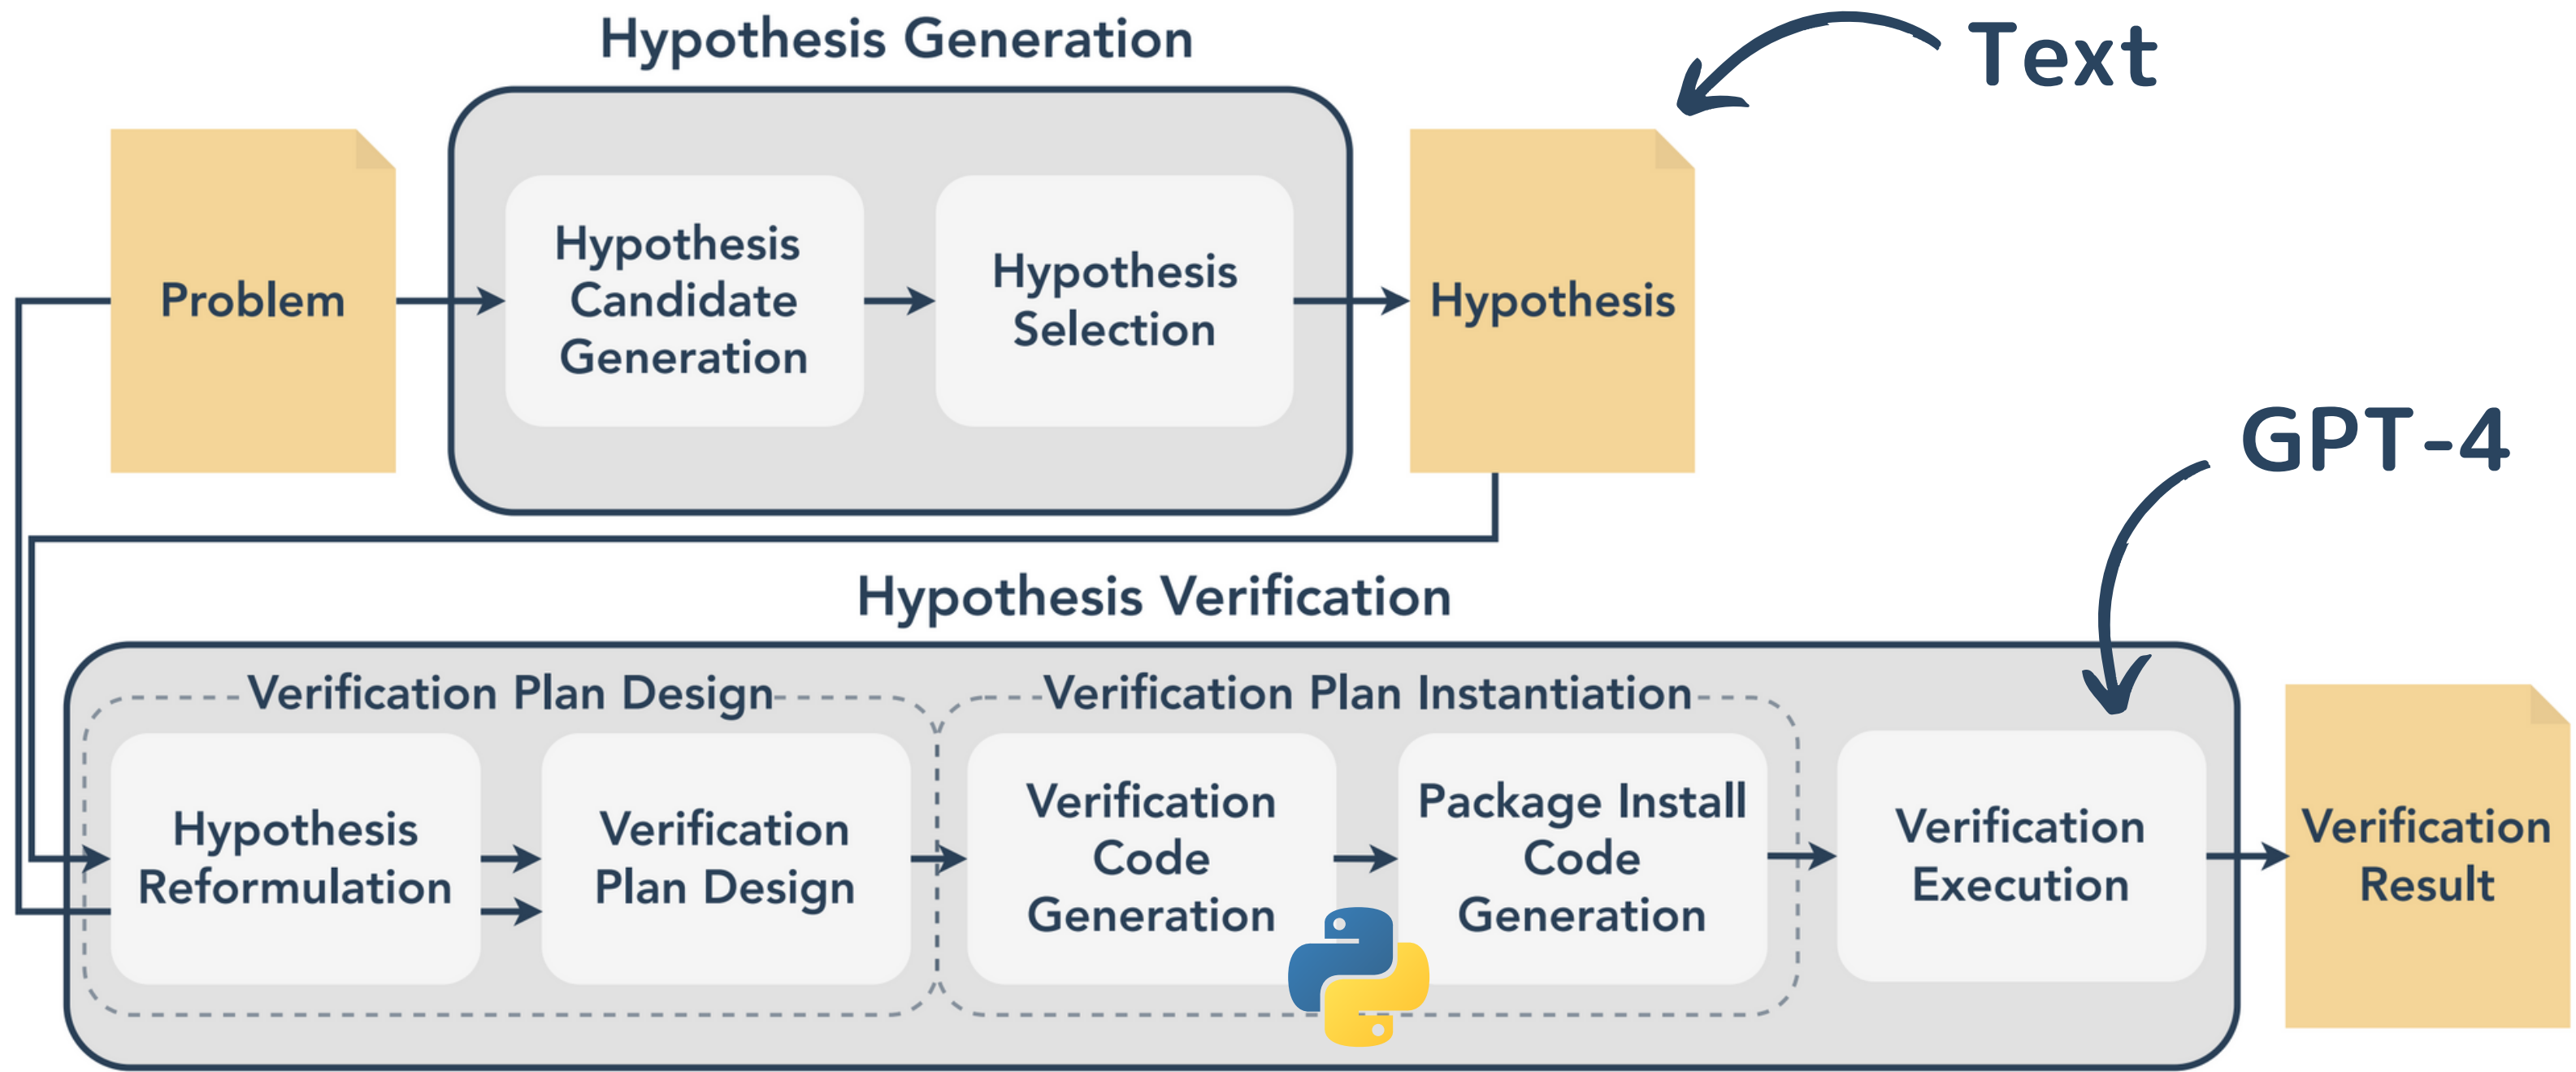 Hypothesis Generation
Text
Problem
Hypothesis
Candidate
Generation
Hypothesis
Selection
Hypothesis
GPT-4
Hypothesis Verification
Verification Plan Design
Verification Plan Instantiation
Hypothesis
Reformulation
Verification
Plan Design
Verification
Code
Generation
Package Install
Code
Generation
Verification
Execution
Verification
Result